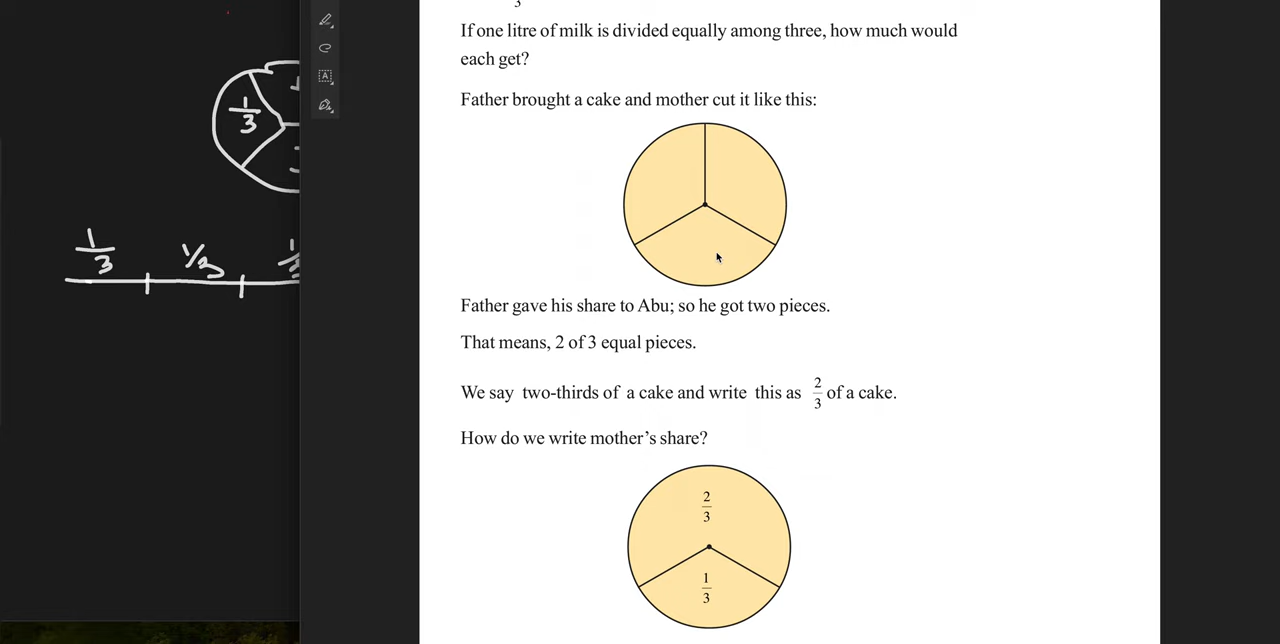 3
If one litre of milk is divided equally among three, how much would
each get?
Father brought a cake and mother cut it like this:
1/3
1/3 1/3
Father gave his share to Abu; so he got two pieces.
That means, 2 of 3 equal pieces.
We say two-thirds of a cake and write this as 2/3 of a cake.
How do we write mother's share?
2/3
1/3